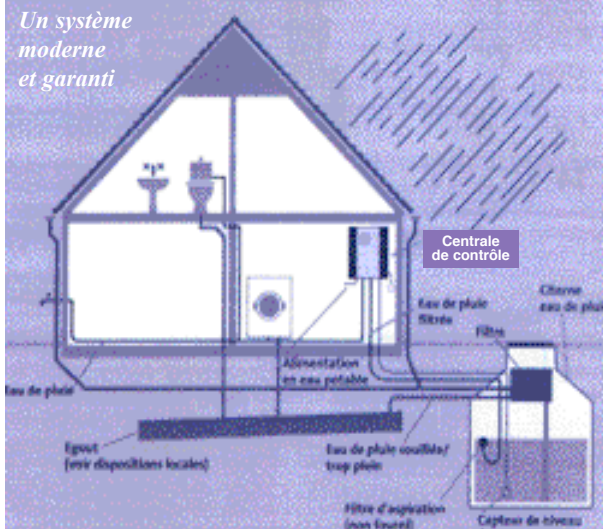 Un système
moderne
et garanti
Centrale
de contrôle
Citerne
eau de pluie
Eau de pluie
filtrée
Filtre
Alimentation
en eau potable
Eau de pluie
Egout
(voir dispositions locales)
Eau de pluie souillée/
trop plein
Filtre d'aspiration
(non fourni)
Capteur de niveau